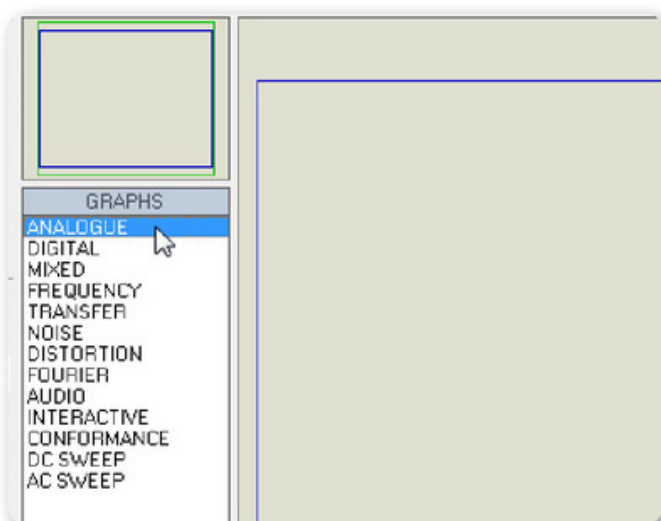 GRAPHS
ANALOGUE
DIGITAL
MIXED
FREQUENCY
TRANSFER
NOISE
DISTORTION
FOURIER
AUDIO
INTERACTIVE
CONFORMANCE
DC SWEEP
AC SWEEP